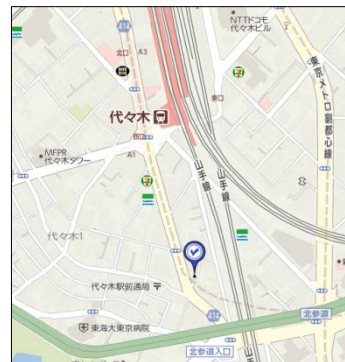 NTTドコモ
代々木ビル
北口
A3
414
東京メトロ副都心線
代々木
東口
西口
A1
MFPR
代々木タワー
山手線
山手線
代々木1
代々木駅前通局
414
北参道
東海大東京病院
北参道入口